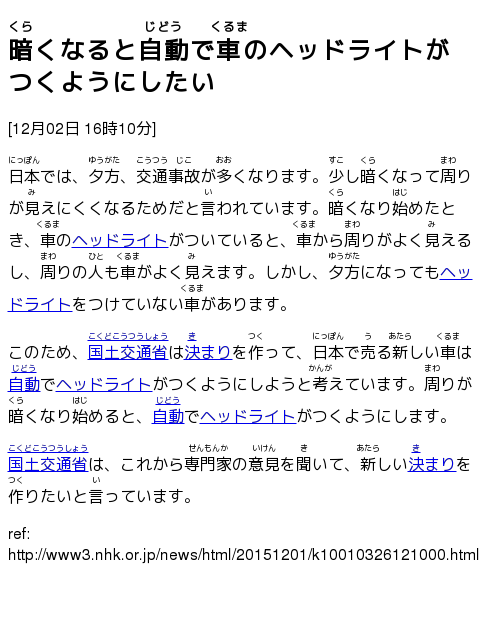 暗くなると自動で車のヘッドライトが
つくようにしたい
[12月02日 16時10分]
日本では、夕方、交通事故が多くなります。少し暗くなって周り
が見えにくくなるためだと言われています。暗くなり始めたと
き、車のヘッドライトがついていると、車から周りがよく見える
し、周りの人も車がよく見えます。しかし、夕方になってもヘッ
ドライトをつけていない車があります。
このため、国土交通省は決まりを作って、日本で売る新しい車は
自動でヘッドライトがつくようにしようと考えています。周りが
暗くなり始めると、自動でヘッドライトがつくようにします。
国土交通省は、これから専門家の意見を聞いて、新しい決まりを
作りたいと言っています。
ref:
http://www3.nhk.or.jp/news/html/20151201/k10010326121000.html